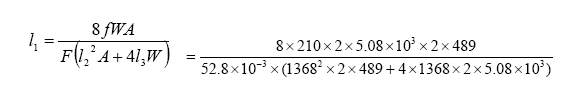 l₁ = 8fWA / F(l₂²A + 4l₃W) = 8×210×2×5.08×10³×2×489 / 52.8×10⁻³×(1368²×2×489+4×1368×2×5.08×10³)